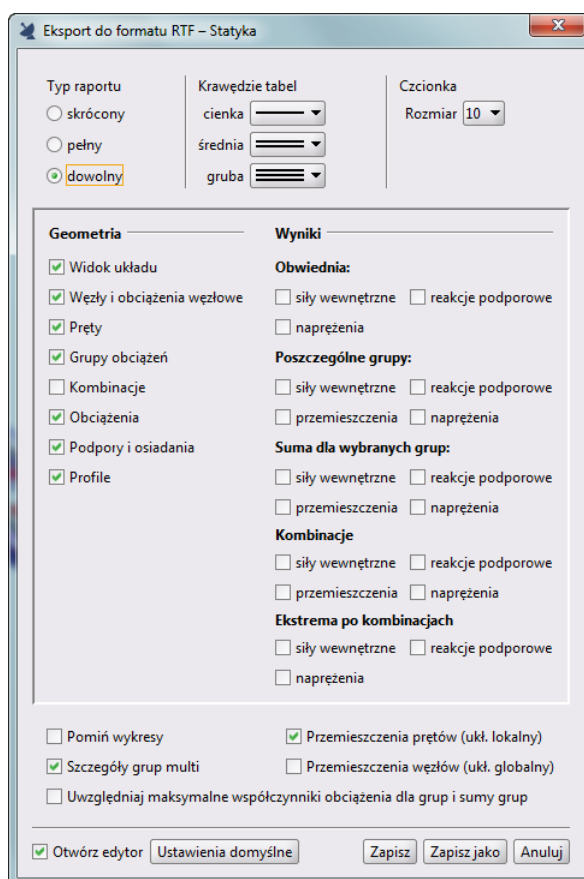 Eksport do formatu RTF – Statyka
Typ raportu
Krawędzie tabel
Czcionka
skrócony
cienka
Rozmiar 10
pełny
średnia
dowolny
gruba
Geometria
Wyniki
Widok układu
Obwiednia:
Węzły i obciążenia węzłowe
siły wewnętrzne
reakcje podporowe
Pręty
naprężenia
Grupy obciążeń
Poszczególne grupy:
Kombinacje
siły wewnętrzne
reakcje podporowe
Obciążenia
przemieszczenia
naprężenia
Podpory i osiadania
Suma dla wybranych grup:
Profile
siły wewnętrzne
reakcje podporowe
przemieszczenia
naprężenia
Kombinacje
siły wewnętrzne
reakcje podporowe
przemieszczenia
naprężenia
Ekstrema po kombinacjach
siły wewnętrzne
reakcje podporowe
naprężenia
Pomiń wykresy
Przemieszczenia prętów (ukł. lokalny)
Szczegóły grup multi
Przemieszczenia węzłów (ukł. globalny)
Uwzględniaj maksymalne współczynniki obciążenia dla grup i sumy grup
Otwórz edytor
Ustawienia domyślne
Zapisz
Zapisz jako
Anuluj